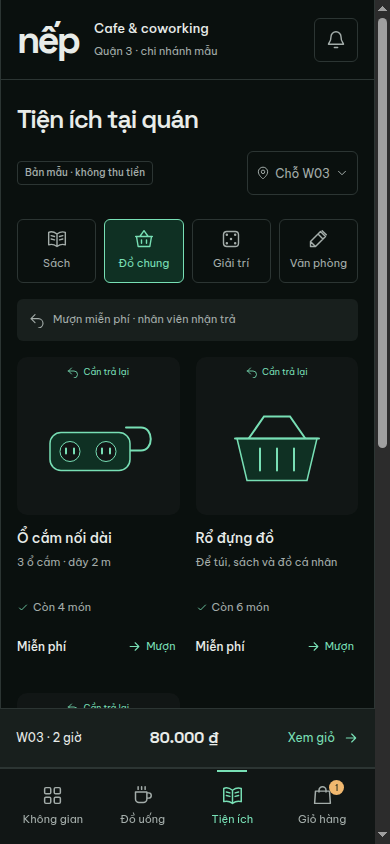 nếp
Cafe & coworking
Quận 3 · chi nhánh mẫu
Tiện ích tại quán
Bản mẫu · không thu tiền
Chỗ W03
Sách
Đồ chung
Giải trí
Văn phòng
Mượn miễn phí · nhân viên nhận trả
Cần trả lại
Cần trả lại
Ổ cắm nối dài
Rổ đựng đồ
3 ổ cắm · dây 2 m
Để túi, sách và đồ cá nhân
Còn 4 món
Còn 6 món
Miễn phí
Mượn
Miễn phí
Mượn
Cần trả lại
W03 · 2 giờ
80.000 ₫
Xem giỏ
1
Không gian
Đồ uống
Tiện ích
Giỏ hàng